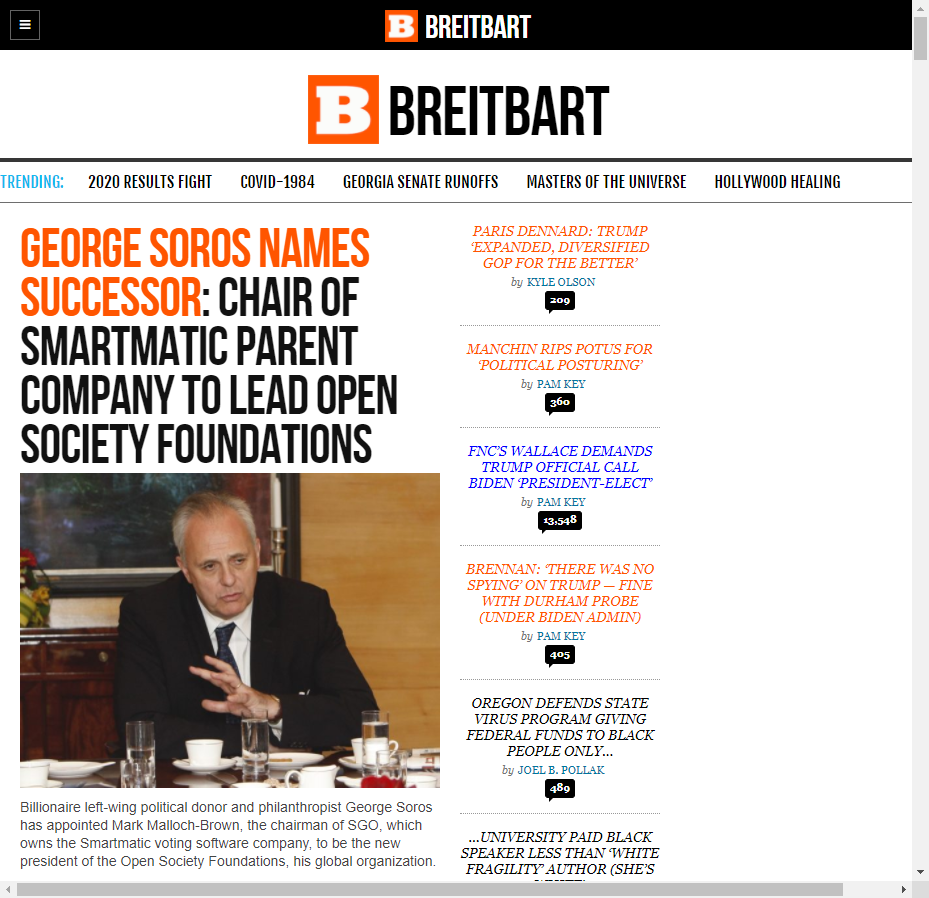 B BREITBART
B BREITBART
TRENDING:
2020 RESULTS FIGHT
COVID-1984
GEORGIA SENATE RUNOFFS
MASTERS OF THE UNIVERSE
HOLLYWOOD HEALING
GEORGE SOROS NAMES
SUCCESSOR: CHAIR OF
SMARTMATIC PARENT
COMPANY TO LEAD OPEN
SOCIETY FOUNDATIONS
Billionaire left-wing political donor and philanthropist George Soros
has appointed Mark Malloch-Brown, the chairman of SGO, which
owns the Smartmatic voting software company, to be the new
president of the Open Society Foundations, his global organization.
PARIS DENNARD: TRUMP
‘EXPANDED, DIVERSIFIED
GOP FOR THE BETTER’
by KYLE OLSON
209
MANCHIN RIPS POTUS FOR
‘POLITICAL POSTURING’
by PAM KEY
360
FNC’S WALLACE DEMANDS
TRUMP OFFICIAL CALL
BIDEN ‘PRESIDENT-ELECT’
by PAM KEY
13,548
BRENNAN: ‘THERE WAS NO
SPYING’ ON TRUMP — FINE
WITH DURHAM PROBE
(UNDER BIDEN ADMIN)
by PAM KEY
405
OREGON DEFENDS STATE
VIRUS PROGRAM GIVING
FEDERAL FUNDS TO BLACK
PEOPLE ONLY...
by JOEL B. POLLAK
489
...UNIVERSITY PAID BLACK
SPEAKER LESS THAN ‘WHITE
FRAGILITY’ AUTHOR (SHE’S